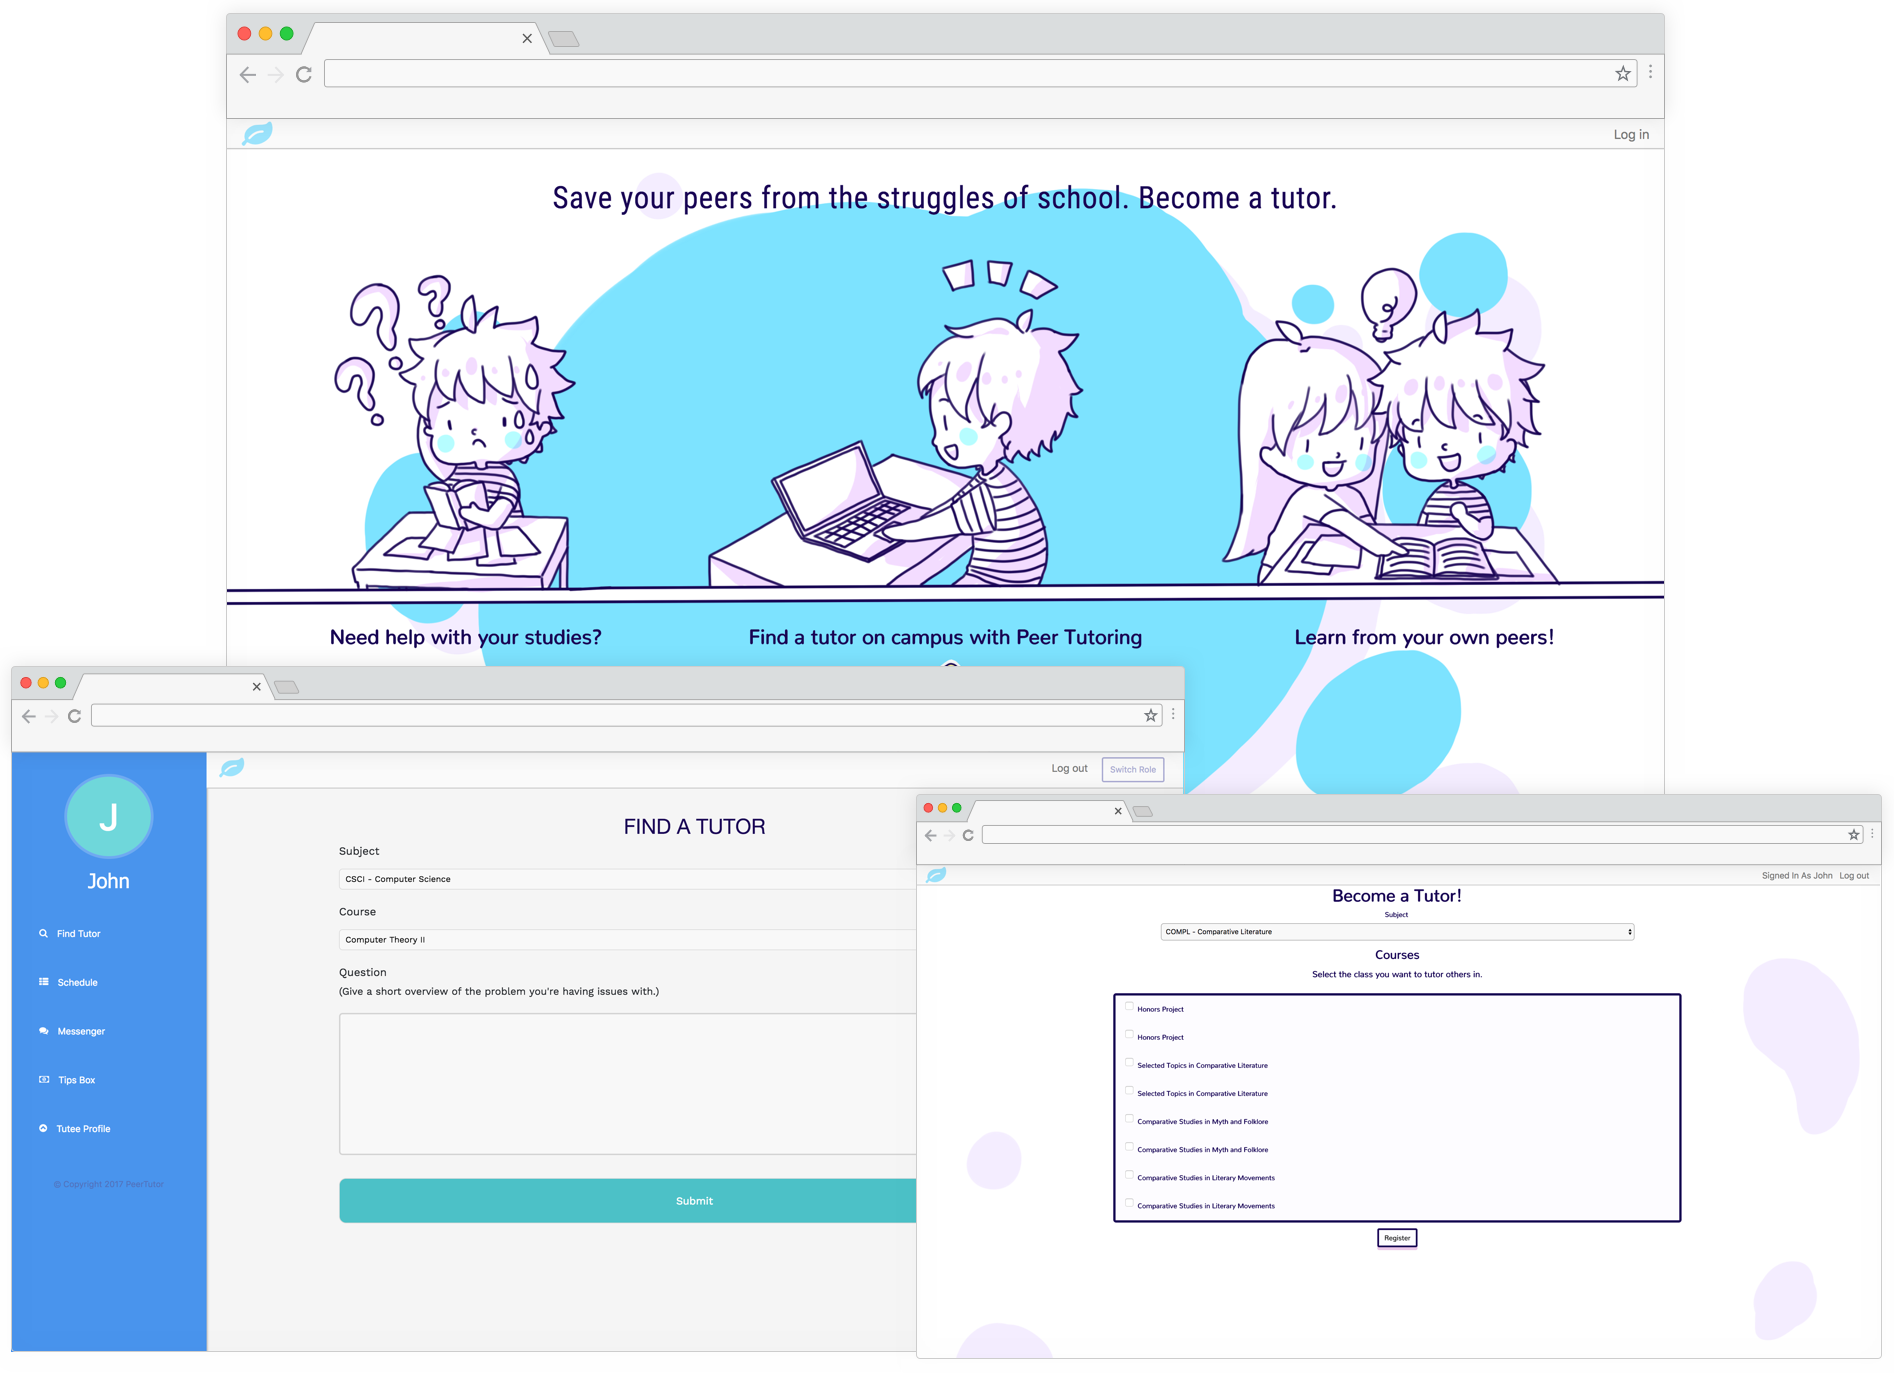 Log in
Save your peers from the struggles of school. Become a tutor.
Need help with your studies?
Find a tutor on campus with Peer Tutoring
Learn from your own peers!
J
John
Find Tutor
Schedule
Messenger
Tips Box
Tutee Profile
© Copyright 2017 PeerTutor
Log out
Switch Role
FIND A TUTOR
Subject
CSCI - Computer Science
Course
Computer Theory II
Question
(Give a short overview of the problem you're having issues with.)
Submit
Signed In As John
Log out
Become a Tutor!
Subject
COMPL - Comparative Literature
Courses
Select the class you want to tutor others in.
Honors Project
Honors Project
Selected Topics in Comparative Literature
Selected Topics in Comparative Literature
Comparative Studies in Myth and Folklore
Comparative Studies in Myth and Folklore
Comparative Studies in Literary Movements
Comparative Studies in Literary Movements
Register